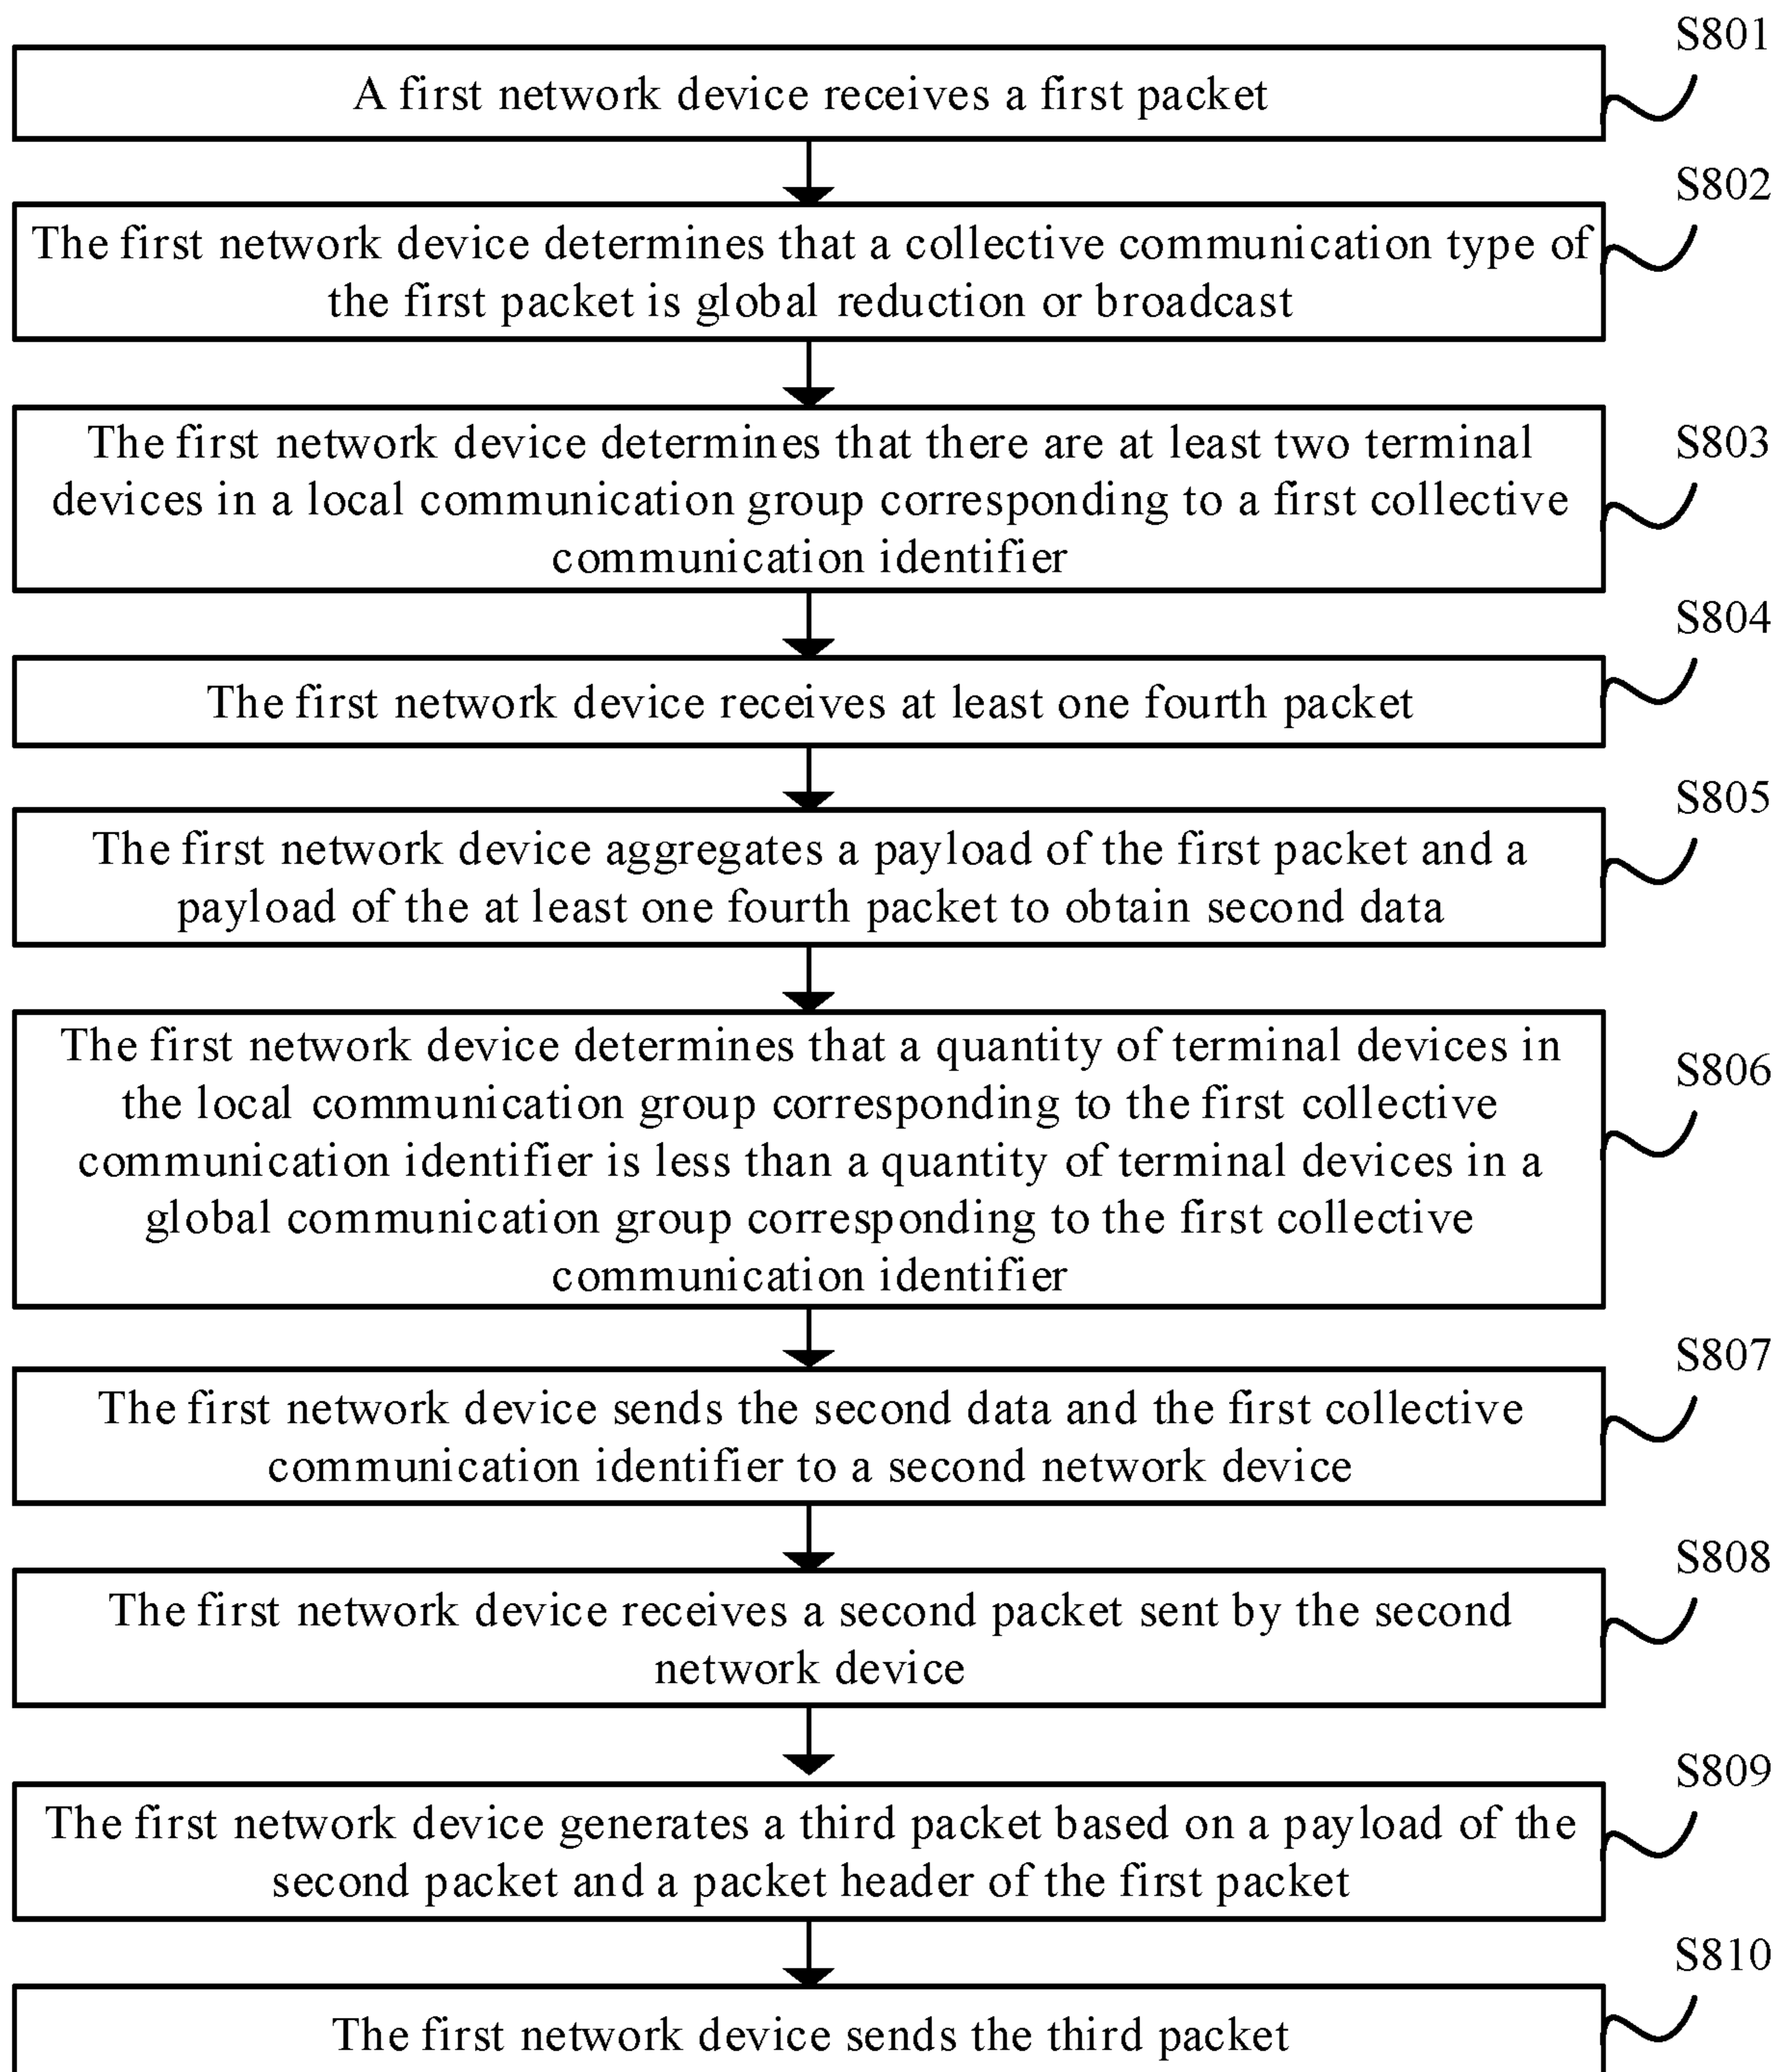 S801
A first network device receives a first packet
S802
The first network device determines that a collective communication type of
the first packet is global reduction or broadcast
S803
The first network device determines that there are at least two terminal
devices in a local communication group corresponding to a first collective
communication identifier
S804
The first network device receives at least one fourth packet
S805
The first network device aggregates a payload of the first packet and a
payload of the at least one fourth packet to obtain second data
S806
The first network device determines that a quantity of terminal devices in
the local communication group corresponding to the first collective
communication identifier is less than a quantity of terminal devices in a
global communication group corresponding to the first collective
communication identifier
S807
The first network device sends the second data and the first collective
communication identifier to a second network device
S808
The first network device receives a second packet sent by the second
network device
S809
The first network device generates a third packet based on a payload of the
second packet and a packet header of the first packet
S810
The first network device sends the third packet